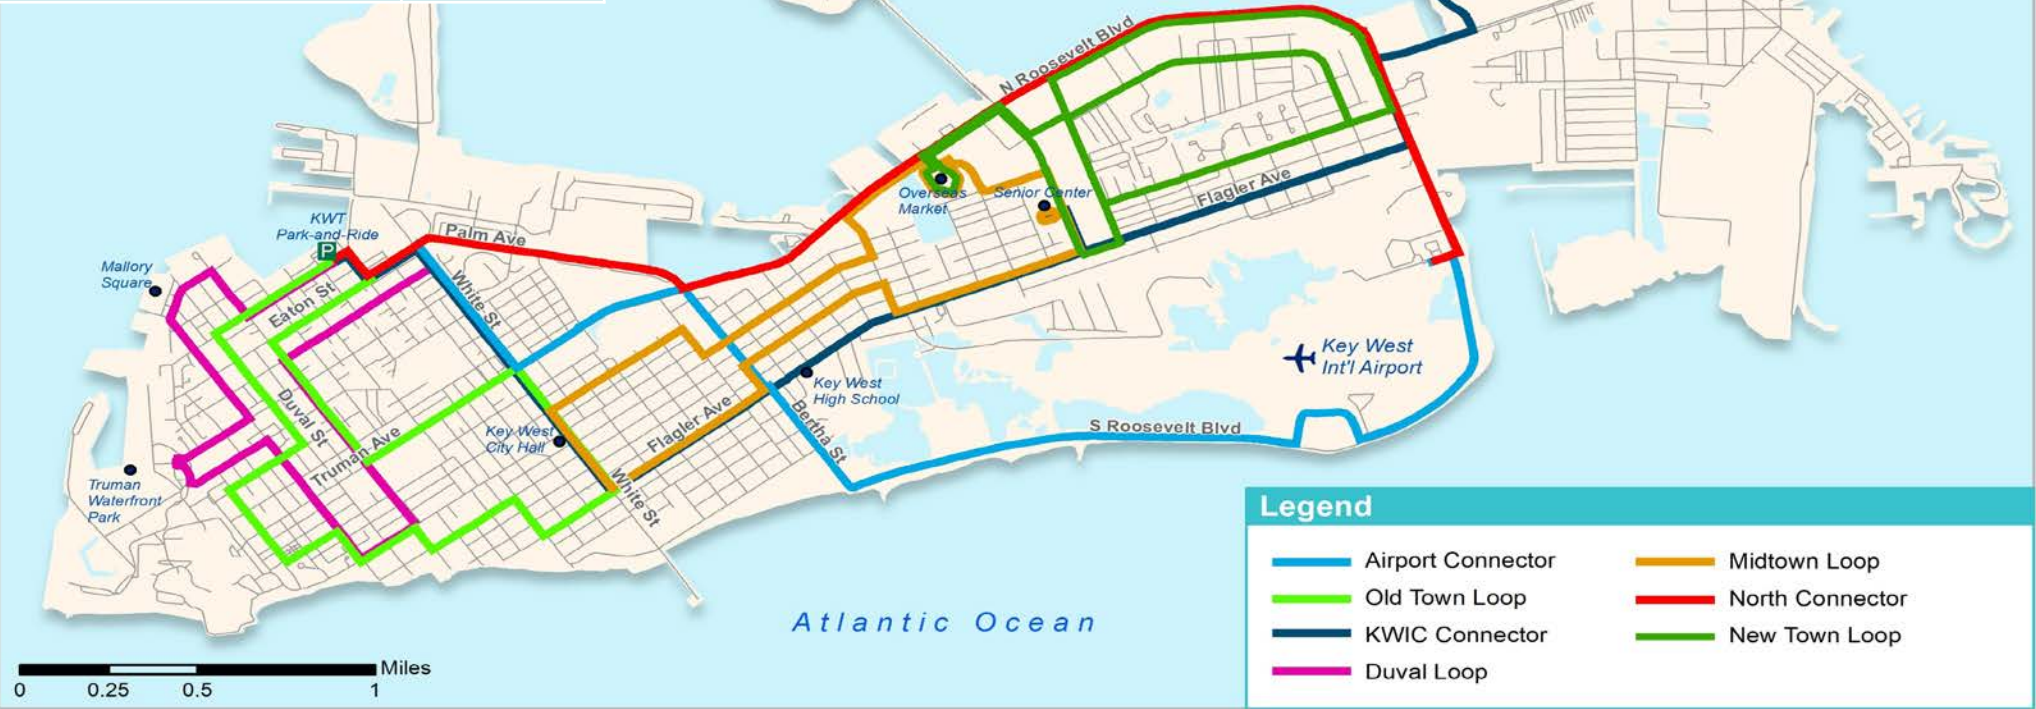 N Roosevelt Blvd
Overseas
Market
Senior Center
Flagler Ave
KWT
Park-and-Ride
P
Palm Ave
Mallory
Square
Eaton St
White St
Duval St
Truman Ave
Key West
City Hall
Flagler Ave
Key West
High School
Bertha St
Key West
Int'l Airport
S Roosevelt Blvd
White St
Truman
Waterfront
Park
Atlantic Ocean
Miles
0 0.25 0.5 1
Legend
Airport Connector
Old Town Loop
KWIC Connector
Duval Loop
Midtown Loop
North Connector
New Town Loop